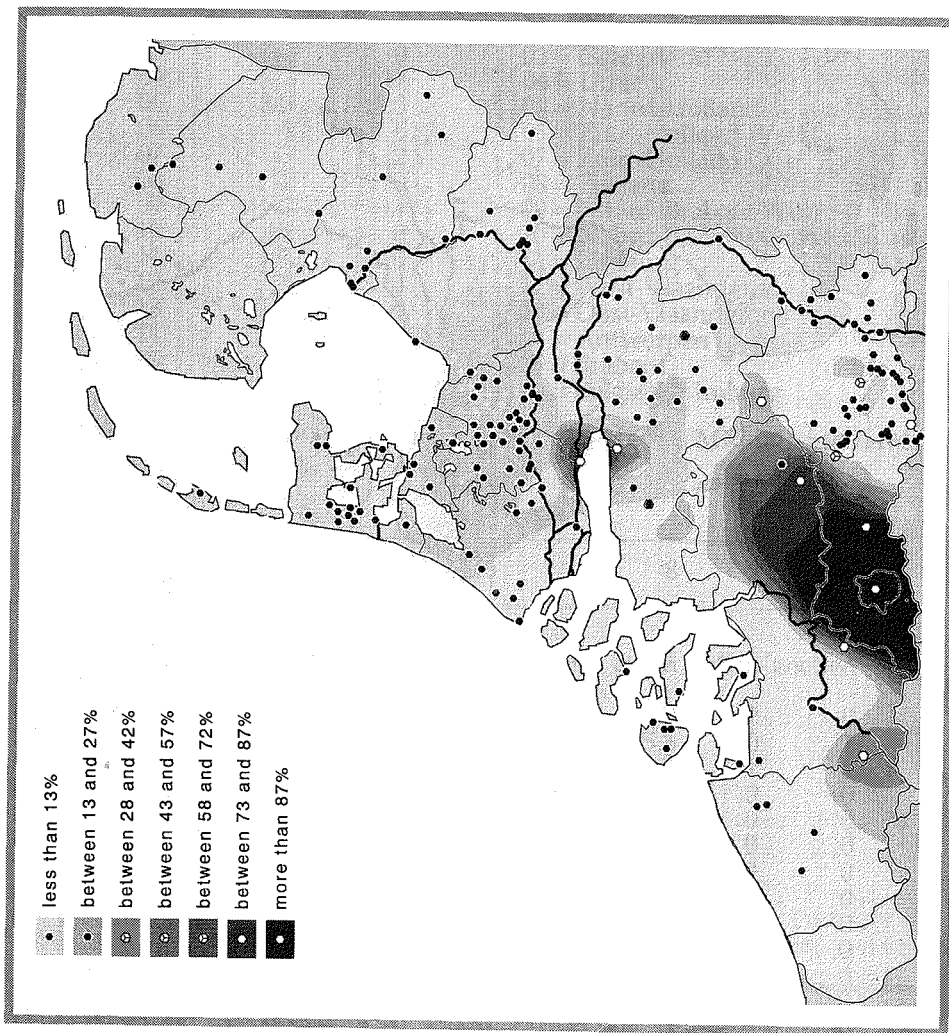 less than 13%
between 13 and 27%
between 28 and 42%
between 43 and 57%
between 58 and 72%
between 73 and 87%
more than 87%